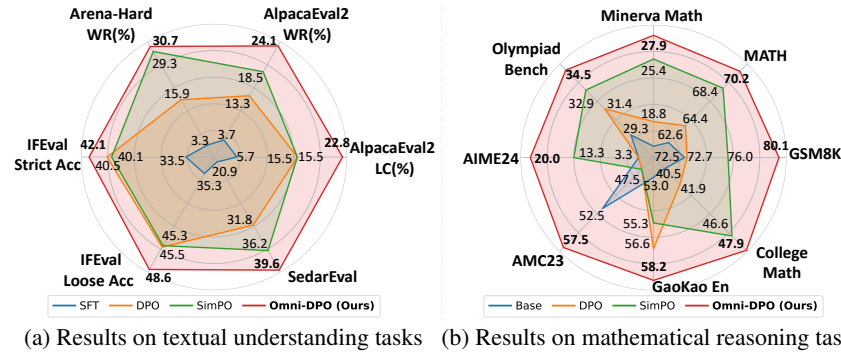 Arena-Hard
WR(%)
AlpacaEval2
WR(%)
30.7
24.1
29.3
18.5
15.9
13.3
3.3
3.7
IFEval
Strict Acc
42.1
40.5
40.1
33.5
5.7
15.5
15.5
22.8
AlpacaEval2
LC(%)
35.3
20.9
31.8
45.3
45.5
36.2
IFEval
Loose Acc
48.6
39.6
SedarEval
SFT DPO SimPO Omni-DPO (Ours)
(a) Results on textual understanding tasks
Minerva Math
27.9
Olympiad
Bench
34.5
MATH
70.2
25.4
32.9
68.4
31.4
18.8
64.4
29.3
62.6
AIME24
20.0
13.3
3.3
72.5
72.7
76.0
80.1
GSM8K
47.5
53.0
40.5
41.9
52.5
55.3
46.6
56.6
57.5
AMC23
58.2
GaoKao En
47.9
College
Math
Base DPO SimPO Omni-DPO (Ours)
(b) Results on mathematical reasoning tas